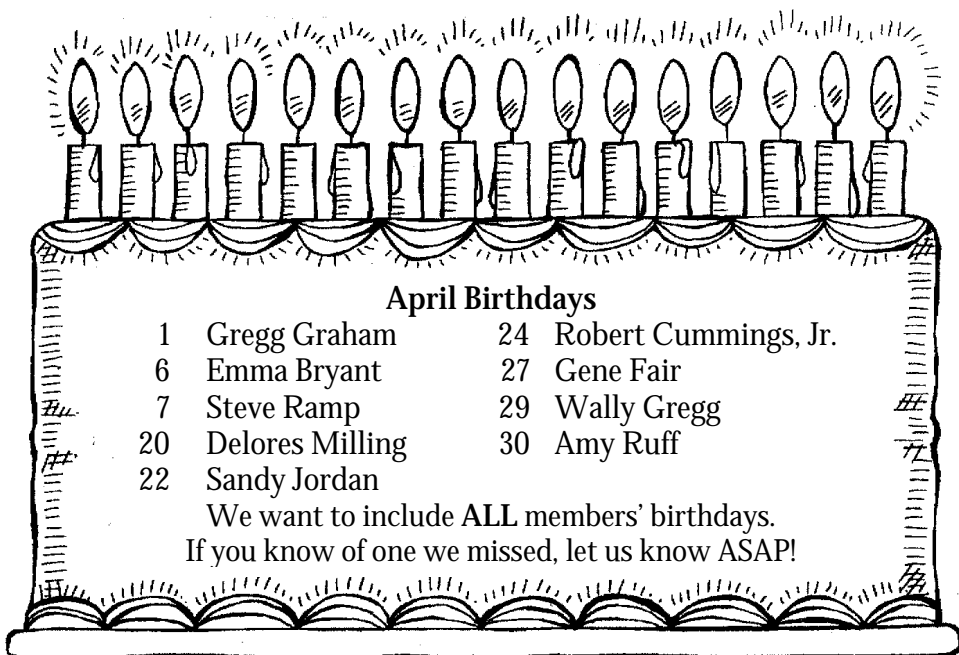 April Birthdays
1 Gregg Graham
6 Emma Bryant
7 Steve Ramp
20 Delores Milling
22 Sandy Jordan
24 Robert Cummings, Jr.
27 Gene Fair
29 Wally Gregg
30 Amy Ruff
We want to include ALL members' birthdays.
If you know of one we missed, let us know ASAP!